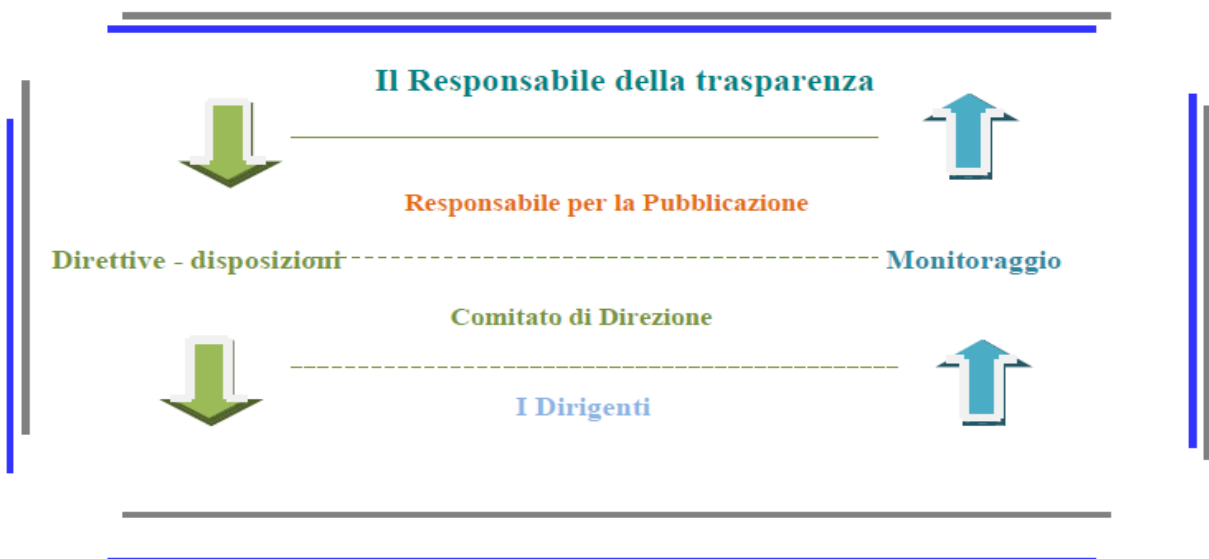 Il Responsabile della trasparenza
Responsabile per la Pubblicazione
Direttive - disposizioni
Monitoraggio
Comitato di Direzione
I Dirigenti